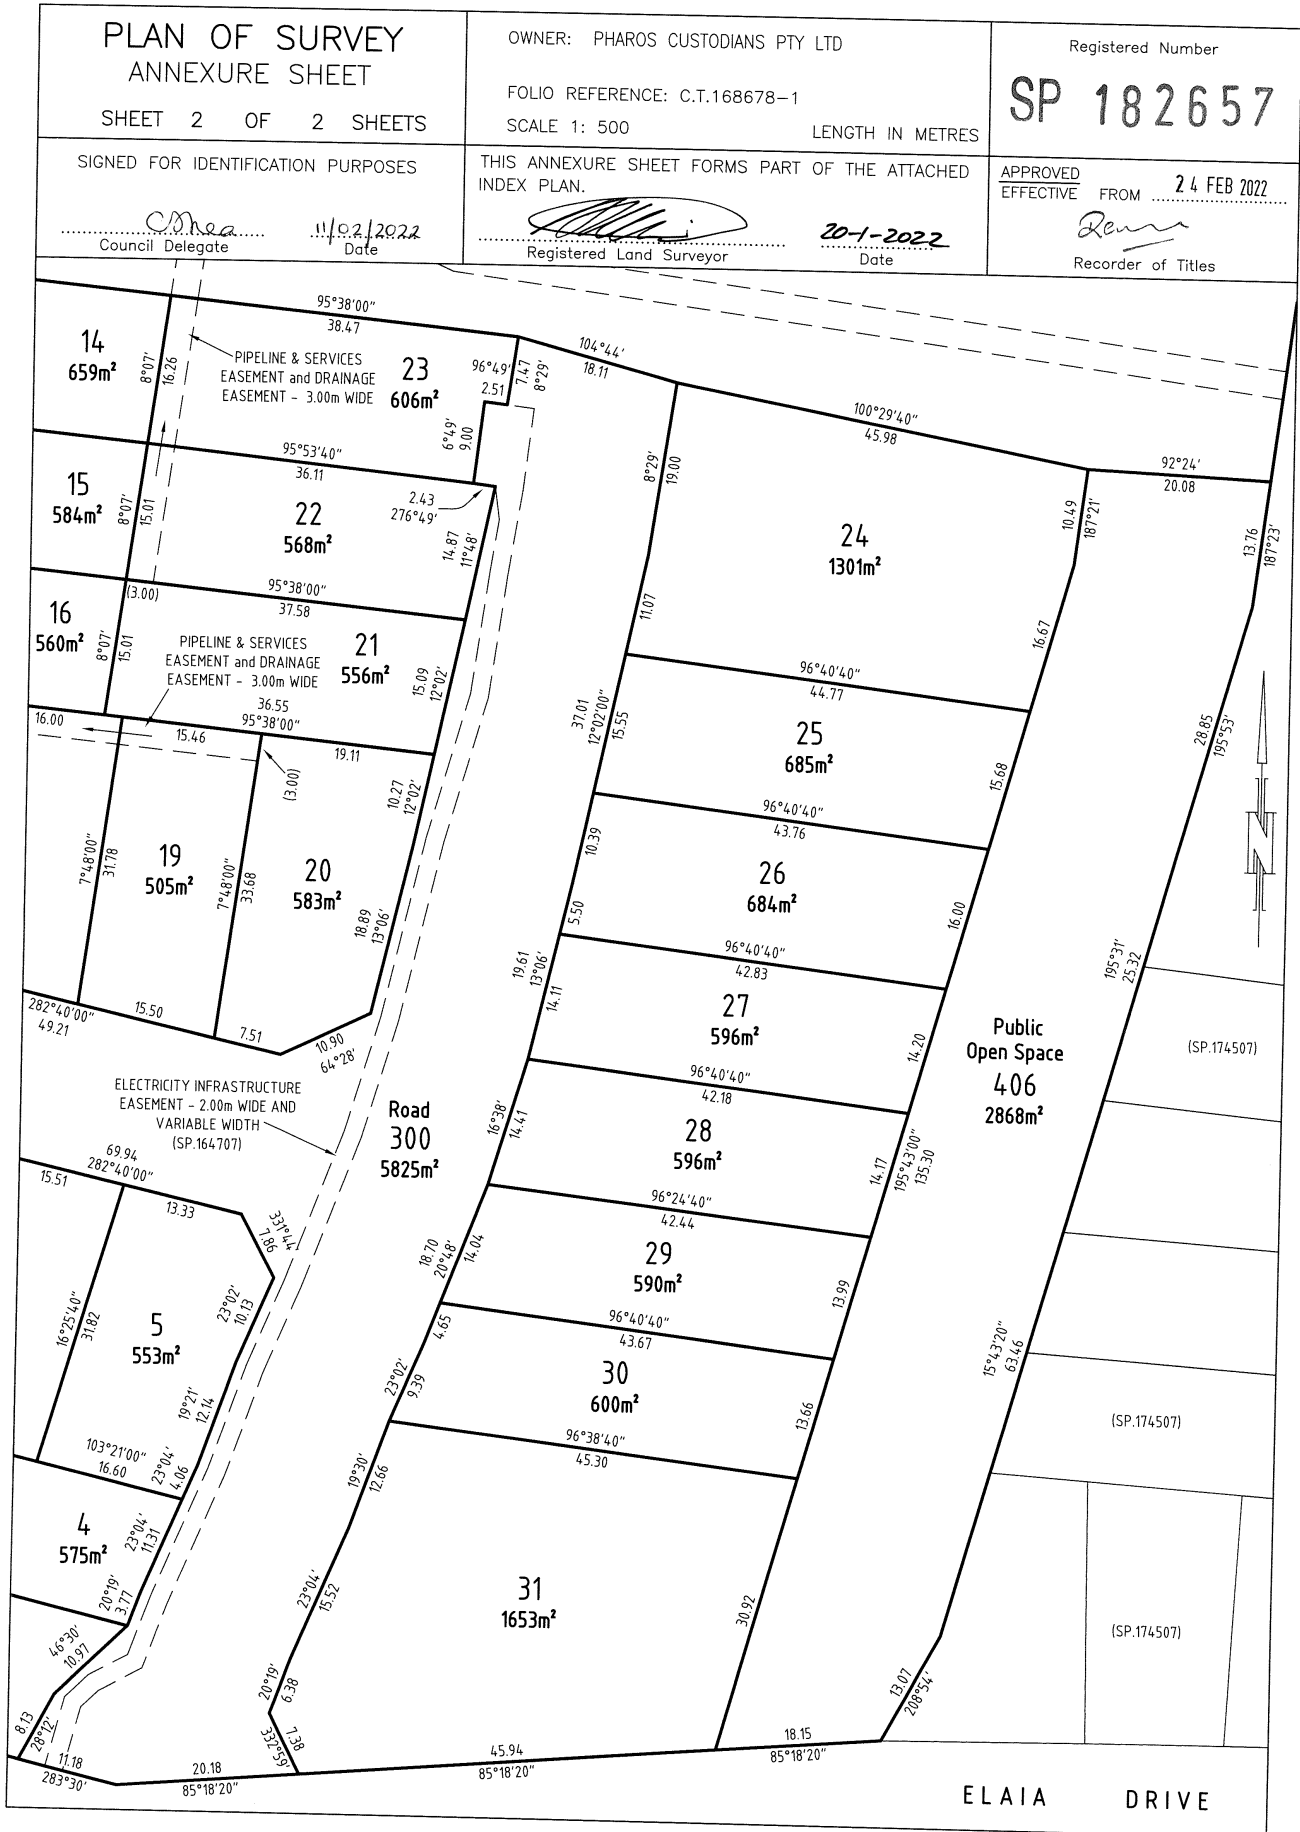 PLAN OF SURVEY
ANNEXURE SHEET
SHEET 2 OF 2 SHEETS
OWNER: PHAROS CUSTODIANS PTY LTD
FOLIO REFERENCE: C.T.168678-1
SCALE 1: 500
LENGTH IN METRES
Registered Number
SP 182657
SIGNED FOR IDENTIFICATION PURPOSES
11/02/2022
Council Delegate
Date
THIS ANNEXURE SHEET FORMS PART OF THE ATTACHED
INDEX PLAN.
20-1-2022
Registered Land Surveyor
Date
APPROVED
EFFECTIVE FROM 24 FEB 2022
Recorder of Titles
95°38'00"
38.47
14
659m²
8°07'
16.26
PIPELINE & SERVICES
EASEMENT and DRAINAGE
EASEMENT - 3.00m WIDE
23
606m²
96°49'
2.51
7.47
8°29'
6°49'
9.00
104°44'
18.11
100°29'40"
45.98
92°24'
20.08
15
584m²
8°07'
15.01
95°53'40"
36.11
22
568m²
2.43
276°49'
14.87
11°48'
8°29'
19.00
24
1301m²
10.49
187°21'
13.76
187°23'
16
560m²
8°07'
15.01
(3.00)
95°38'00"
37.58
PIPELINE & SERVICES
EASEMENT and DRAINAGE
EASEMENT - 3.00m WIDE
21
556m²
15.09
12°02'
11.07
16.67
96°40'40"
44.77
16.00
36.55
95°38'00"
15.46
19.11
(3.00)
10.27
12°02'
37.01
12°02'00"
15.55
25
685m²
15.68
28.85
195°53'
N
96°40'40"
43.76
7°48'00"
31.78
19
505m²
7°48'00"
33.68
20
583m²
18.89
13°06'
10.39
5.50
26
684m²
16.00
96°40'40"
42.83
19.61
13°06'
14.11
27
596m²
14.20
195°31'
25.32
282°40'00"
49.21
15.50
7.51
10.90
64°28'
Public
Open Space
406
2868m²
(SP.174507)
ELECTRICITY INFRASTRUCTURE
EASEMENT - 2.00m WIDE AND
VARIABLE WIDTH
(SP.164707)
Road
300
5825m²
96°40'40"
42.18
16°38'
14.41
28
596m²
14.17
195°43'00"
135.30
69.94
282°40'00"
15.51
13.33
331°44'
7.86
96°24'40"
42.44
18.70
20°48'
14.04
29
590m²
13.99
16°25'40"
31.82
5
553m²
23°02'
10.13
4.65
96°40'40"
43.67
15°43'20"
63.46
23°02'
9.39
30
600m²
13.66
19°21'
12.14
(SP.174507)
103°21'00"
16.60
23°04'
4.06
96°38'40"
45.30
19°30'
12.66
4
575m²
23°04'
11.31
20°19'
3.77
23°04'
15.52
31
1653m²
30.92
(SP.174507)
46°30'
10.97
20°19'
6.38
13.07
208°54'
8.13
28°12'
332°59'
7.38
11.18
283°30'
20.18
85°18'20"
45.94
85°18'20"
18.15
85°18'20"
ELAIA DRIVE